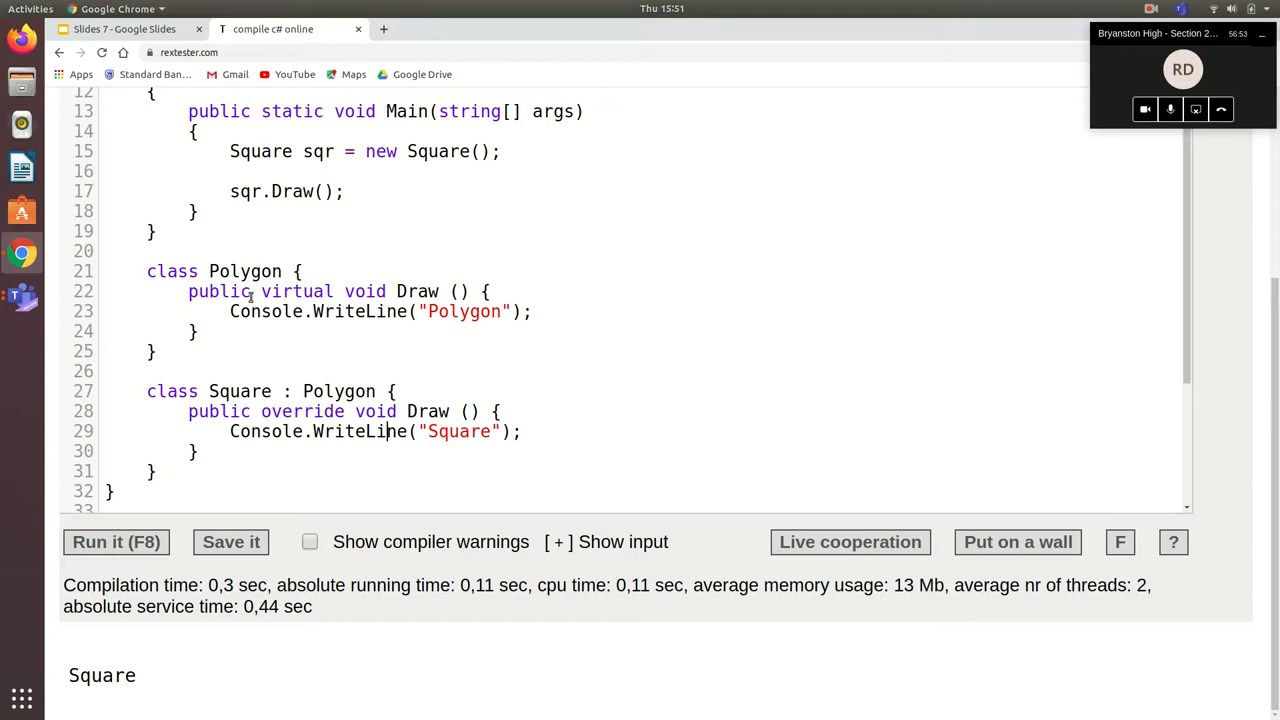 Activities
Google Chrome
Thu 15:51
Slides 7 - Google Slides
compile c# online
rextester.com
Apps
Standard Ban...
Gmail
YouTube
Maps
Google Drive
Bryanston High - Section 2...
56:53
RD
12 {
13 public static void Main(string[] args)
14 {
15 Square sqr = new Square();
16
17 sqr.Draw();
18 }
19 }
20
21 class Polygon {
22 public virtual void Draw () {
23 Console.WriteLine("Polygon");
24 }
25 }
26
27 class Square : Polygon {
28 public override void Draw () {
29 Console.WriteLine("Square");
30 }
31 }
32 }
33
Run it (F8)
Save it
Show compiler warnings
[ + ] Show input
Live cooperation
Put on a wall
F
?
Compilation time: 0,3 sec, absolute running time: 0,11 sec, cpu time: 0,11 sec, average memory usage: 13 Mb, average nr of threads: 2,
absolute service time: 0,44 sec
Square